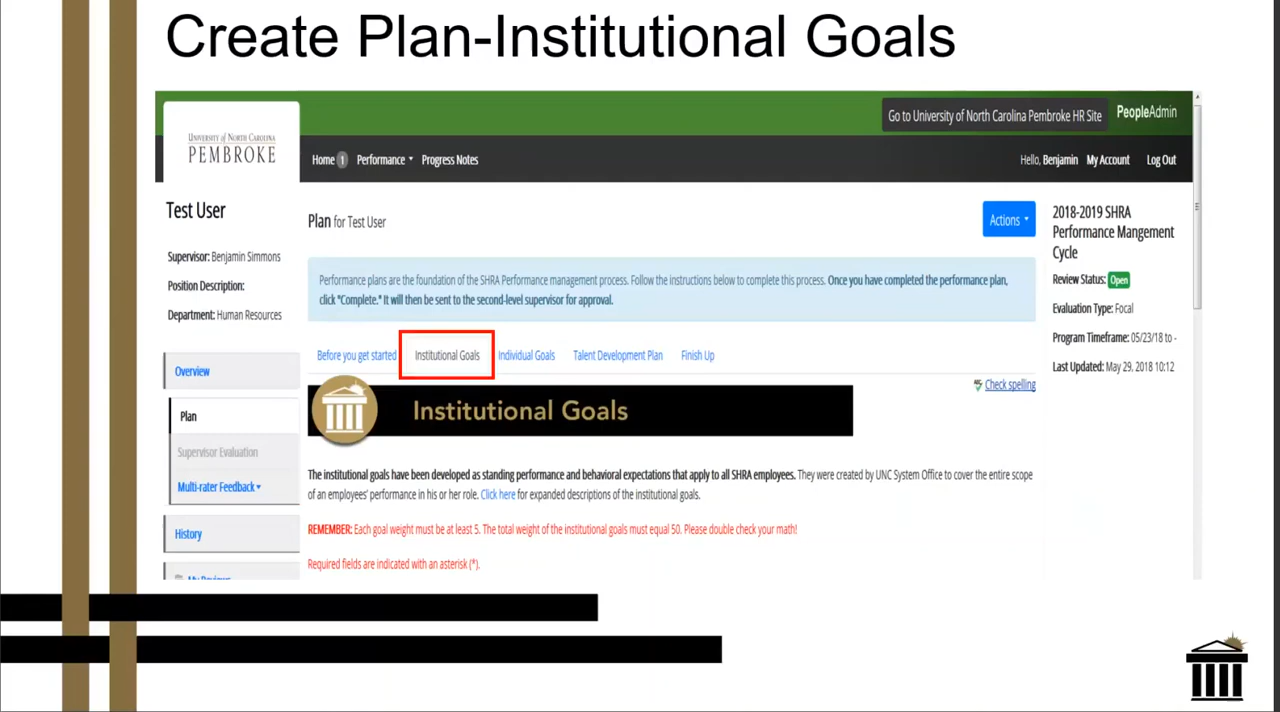 Create Plan-Institutional Goals
Go to University of North Carolina Pembroke HR Site
PeopleAdmin
UNIVERSITY of NORTH CAROLINA
PEMBROKE
Home 1 Performance Progress Notes
Hello, Benjamin My Account Log Out
Test User
Supervisor: Benjamin Simmons
Position Description:
Department: Human Resources
Overview
Plan
Supervisor Evaluation
Multi-rater Feedback
History
My Reviews
Plan for Test User
Actions
Performance plans are the foundation of the SHRA Performance management process. Follow the instructions below to complete this process. Once you have completed the performance plan,
click "Complete." It will then be sent to the second-level supervisor for approval.
Before you get started Institutional Goals Individual Goals Talent Development Plan Finish Up
Check spelling
Institutional Goals
The institutional goals have been developed as standing performance and behavioral expectations that apply to all SHRA employees. They were created by UNC System Office to cover the entire scope
of an employees' performance in his or her role. Click here for expanded descriptions of the institutional goals.
REMEMBER: Each goal weight must be at least 5. The total weight of the institutional goals must equal 50. Please double check your math!
Required fields are indicated with an asterisk (*).
2018-2019 SHRA
Performance Mangement
Cycle
Review Status: Open
Evaluation Type: Focal
Program Timeframe: 05/23/18 to -
Last Updated: May 29, 2018 10:12